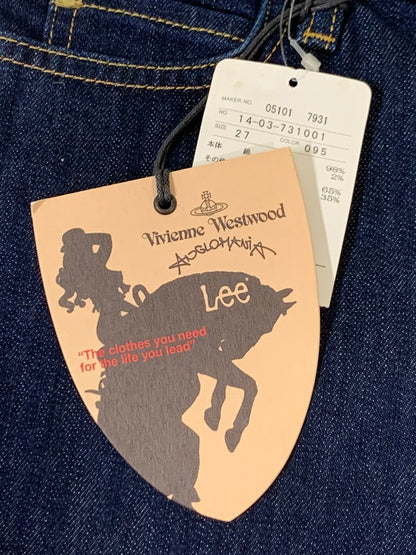 MAKER NO. 05101 7931
NO. 14-03-731001
SIZE 27 COLOR 095
本体 綿 98%
2%
65%
35%
Vivienne Westwood
ANGLOMANIA
Lee
"The clothes you need
for the life you lead"